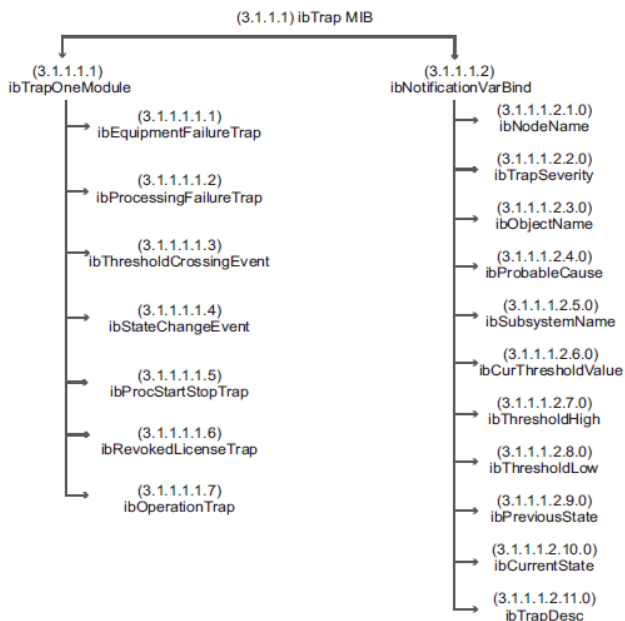 (3.1.1.1) ibTrap MIB
(3.1.1.1.1)
ibTrapOneModule
(3.1.1.1.1.1)
ibEquipmentFailureTrap
(3.1.1.1.1.2)
ibProcessingFailureTrap
(3.1.1.1.1.3)
ibThresholdCrossingEvent
(3.1.1.1.1.4)
ibStateChangeEvent
(3.1.1.1.1.5)
ibProcStartStopTrap
(3.1.1.1.1.6)
ibRevokedLicenseTrap
(3.1.1.1.1.7)
ibOperationTrap
(3.1.1.1.2)
ibNotificationVarBind
(3.1.1.1.2.1.0)
ibNodeName
(3.1.1.1.2.2.0)
ibTrapSeverity
(3.1.1.1.2.3.0)
ibObjectName
(3.1.1.1.2.4.0)
ibProbableCause
(3.1.1.1.2.5.0)
ibSubsystemName
(3.1.1.1.2.6.0)
ibCurThresholdValue
(3.1.1.1.2.7.0)
ibThresholdHigh
(3.1.1.1.2.8.0)
ibThresholdLow
(3.1.1.1.2.9.0)
ibPreviousState
(3.1.1.1.2.10.0)
ibCurrentState
(3.1.1.1.2.11.0)
ibTrapDesc